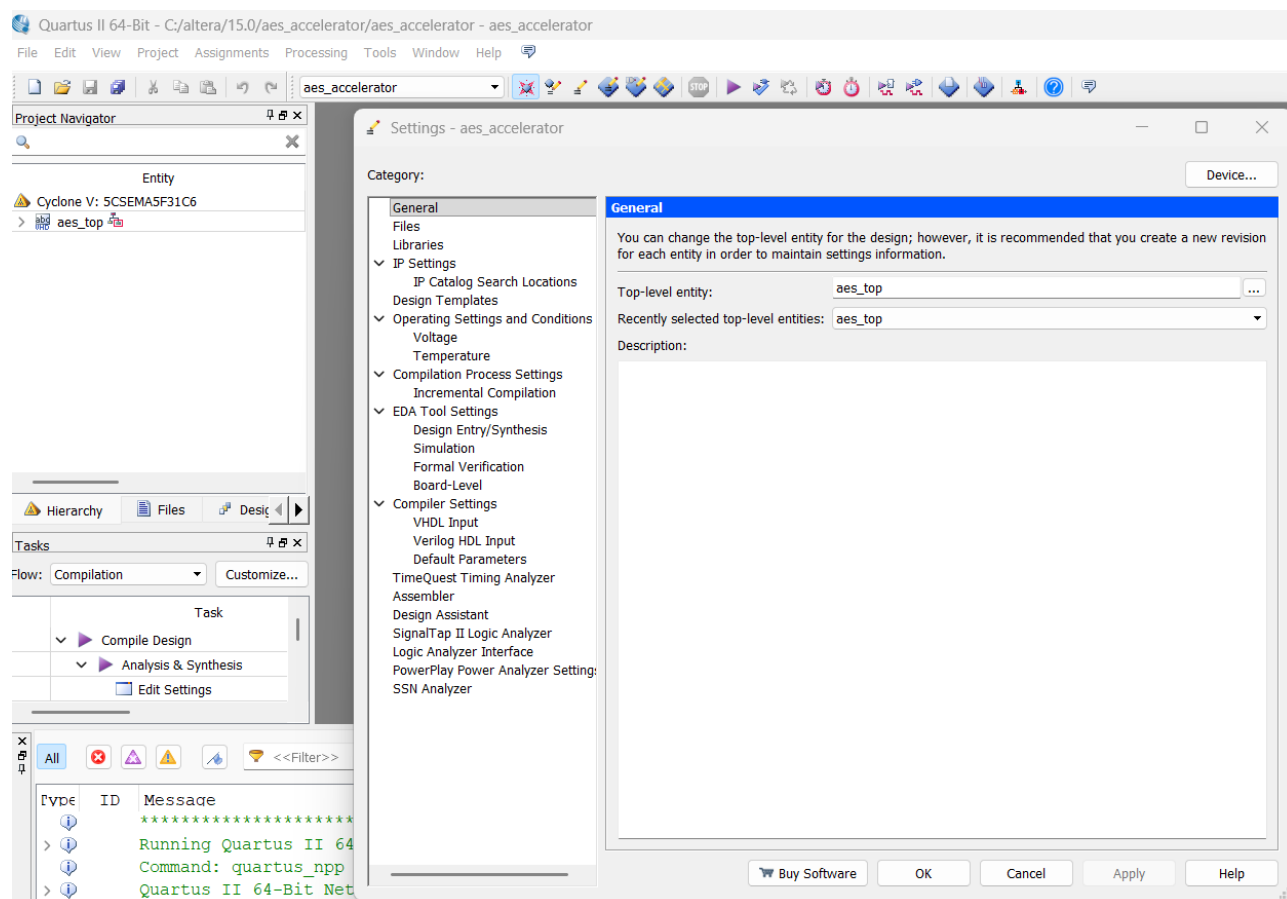 Quartus II 64-Bit - C:/altera/15.0/aes_accelerator/aes_accelerator - aes_accelerator
File Edit View Project Assignments Processing Tools Window Help
aes_accelerator
STOP
Project Navigator
Entity
Cyclone V: 5CSEMA5F31C6
aes_top
Hierarchy Files Desig
Tasks
Flow: Compilation Customize...
Task
Compile Design
Analysis & Synthesis
Edit Settings
All <<Filter>>
Type ID Message
*********************
Running Quartus II 64
Command: quartus_npp
Quartus II 64-Bit Net
Settings - aes_accelerator
Category:
Device...
General
Files
Libraries
IP Settings
IP Catalog Search Locations
Design Templates
Operating Settings and Conditions
Voltage
Temperature
Compilation Process Settings
Incremental Compilation
EDA Tool Settings
Design Entry/Synthesis
Simulation
Formal Verification
Board-Level
Compiler Settings
VHDL Input
Verilog HDL Input
Default Parameters
TimeQuest Timing Analyzer
Assembler
Design Assistant
SignalTap II Logic Analyzer
Logic Analyzer Interface
PowerPlay Power Analyzer Settings
SSN Analyzer
General
You can change the top-level entity for the design; however, it is recommended that you create a new revision
for each entity in order to maintain settings information.
Top-level entity: aes_top ...
Recently selected top-level entities: aes_top
Description:
Buy Software OK Cancel Apply Help